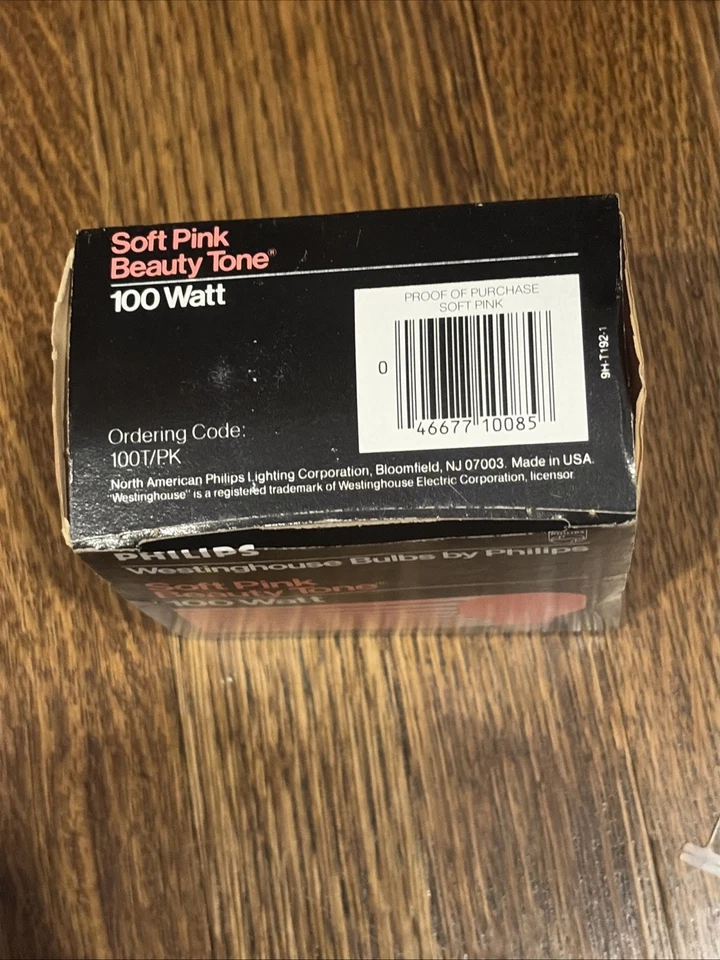 Soft Pink
Beauty Tone®
100 Watt
PROOF OF PURCHASE
SOFT PINK
0
46677 10085
9H-T192-1
Ordering Code:
100T/PK
North American Philips Lighting Corporation, Bloomfield, NJ 07003. Made in USA.
"Westinghouse" is a registered trademark of Westinghouse Electric Corporation, licensor
PHILIPS
PHILIPS
Westinghouse Bulbs by Philips
Soft Pink
Beauty Tone®
100 Watt